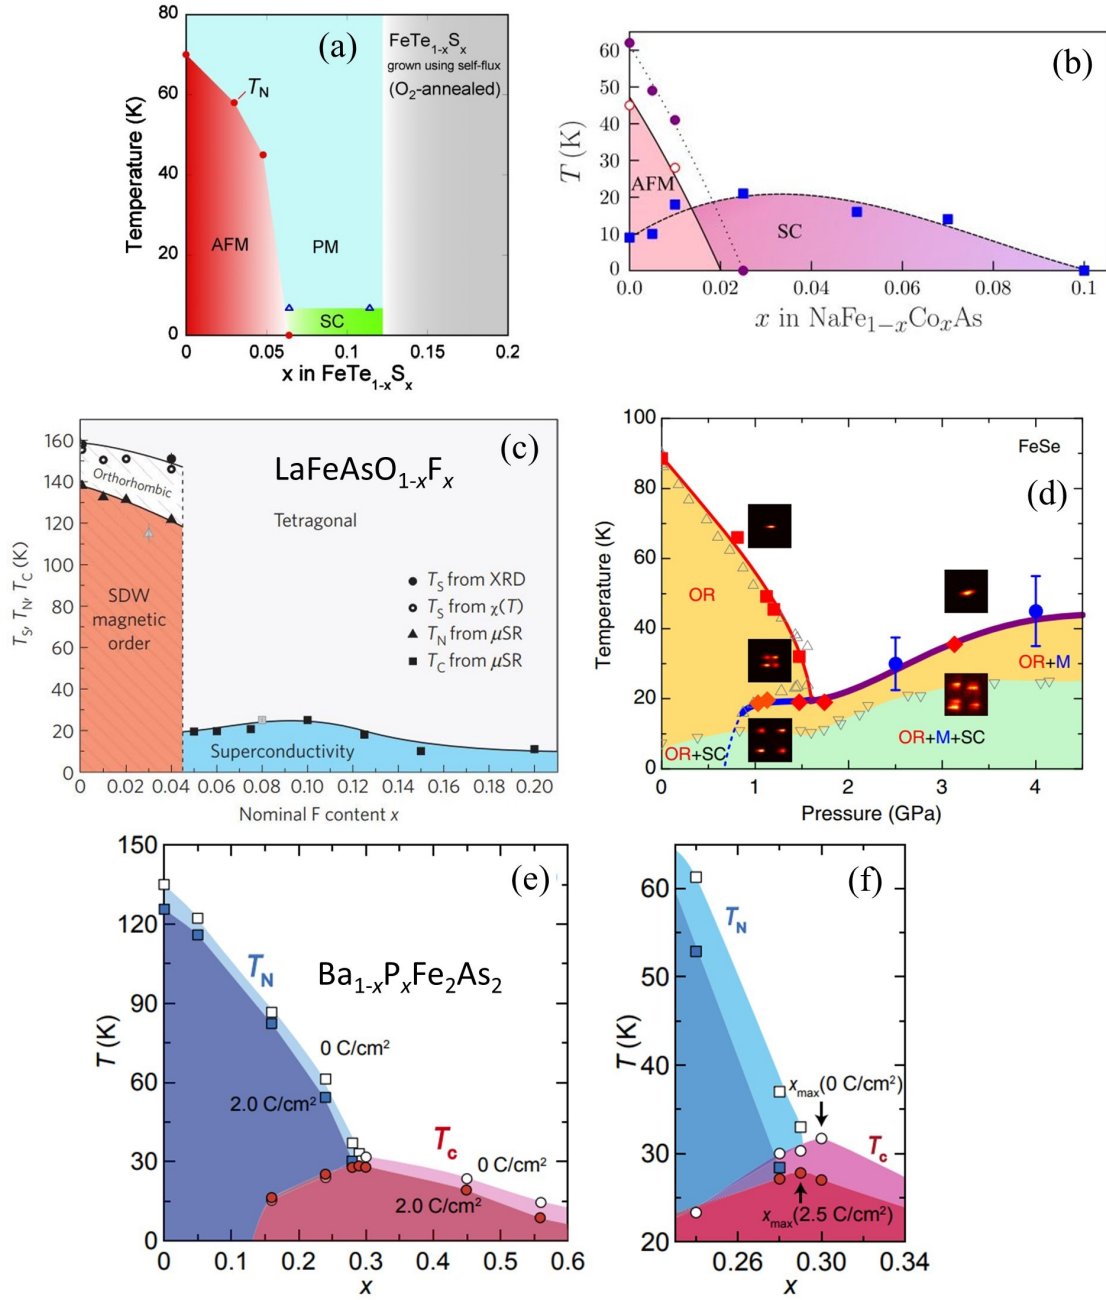 (a)
FeTe1-xSx
grown using self-flux
(O2-annealed)
TN
AFM
PM
SC
Temperature (K)
80
60
40
20
0
0
0.05
0.1
0.15
0.2
x in FeTe1-xSx
(b)
T (K)
60
50
40
30
20
10
0
AFM
SC
0.0
0.02
0.04
0.06
0.08
0.1
x in NaFe1−xCoxAs
(c)
LaFeAsO1-xFx
Orthorhombic
Tetragonal
SDW
magnetic
order
TS from XRD
TS from χ(T)
TN from μSR
TC from μSR
Superconductivity
TS, TN, TC (K)
160
140
120
100
80
60
40
20
0
0
0.02
0.04
0.06
0.08
0.10
0.12
0.14
0.16
0.18
0.20
Nominal F content x
(d)
FeSe
OR
OR+M
OR+SC
OR+M+SC
Temperature (K)
100
80
60
40
20
0
0
1
2
3
4
Pressure (GPa)
(e)
TN
Ba1-xPxFe2As2
0 C/cm2
2.0 C/cm2
Tc
0 C/cm2
2.0 C/cm2
T (K)
150
120
90
60
30
0
0
0.1
0.2
0.3
0.4
0.5
0.6
x
(f)
TN
xmax(0 C/cm2)
Tc
xmax(2.5 C/cm2)
T (K)
60
50
40
30
20
0.26
0.30
0.34
x